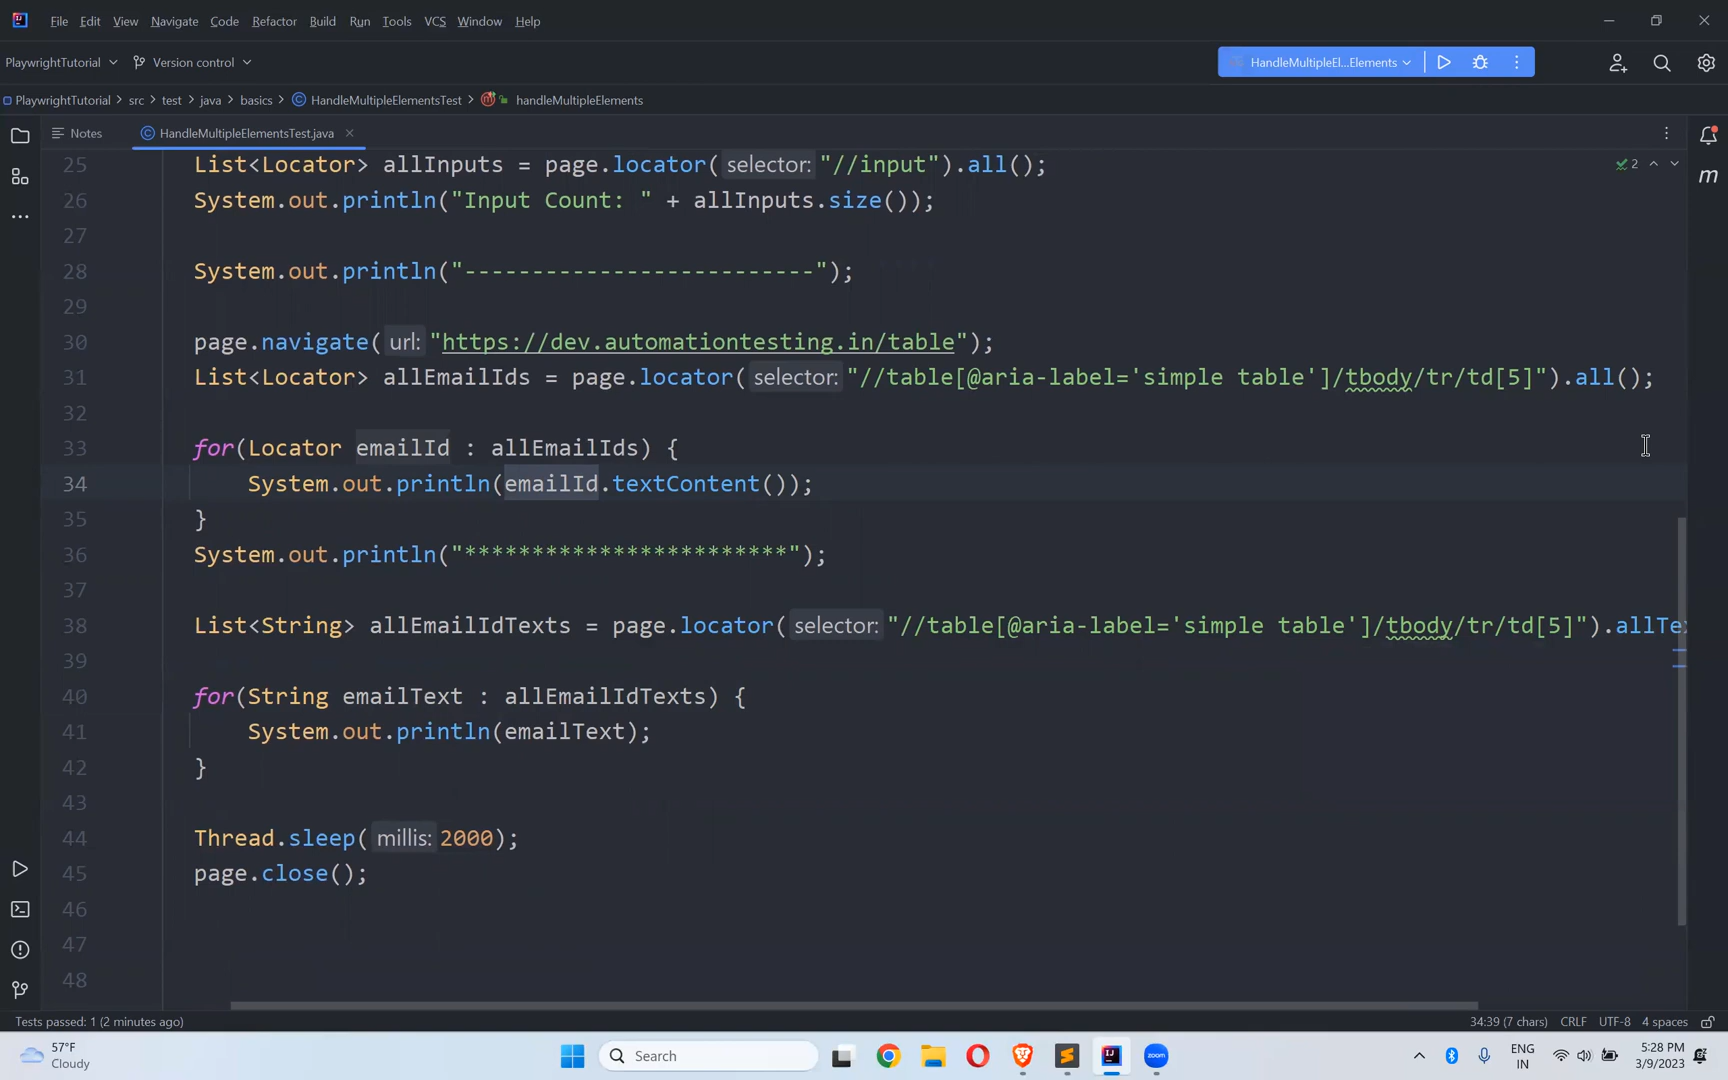 File Edit View Navigate Code Refactor Build Run Tools VCS Window Help
PlaywrightTutorial Version control HandleMultipleEl...Elements
PlaywrightTutorial > src > test > java > basics > HandleMultipleElementsTest > handleMultipleElements
Notes HandleMultipleElementsTest.java
25 List<Locator> allInputs = page.locator( selector: "//input").all();
2
26 System.out.println("Input Count: " + allInputs.size());
27
28 System.out.println("--------------------------");
29
30 page.navigate( url: "https://dev.automationtesting.in/table");
31 List<Locator> allEmailIds = page.locator( selector: "//table[@aria-label='simple table']/tbody/tr/td[5]").all();
32
33 for(Locator emailId : allEmailIds) {
34 System.out.println(emailId.textContent());
35 }
36 System.out.println("************************");
37
38 List<String> allEmailIdTexts = page.locator( selector: "//table[@aria-label='simple table']/tbody/tr/td[5]").allTe
39
40 for(String emailText : allEmailIdTexts) {
41 System.out.println(emailText);
42 }
43
44 Thread.sleep( millis: 2000);
45 page.close();
46
47
48
Tests passed: 1 (2 minutes ago) 34:39 (7 chars) CRLF UTF-8 4 spaces
57°F
Cloudy
Search
zoom
ENG
IN
5:28 PM
3/9/2023